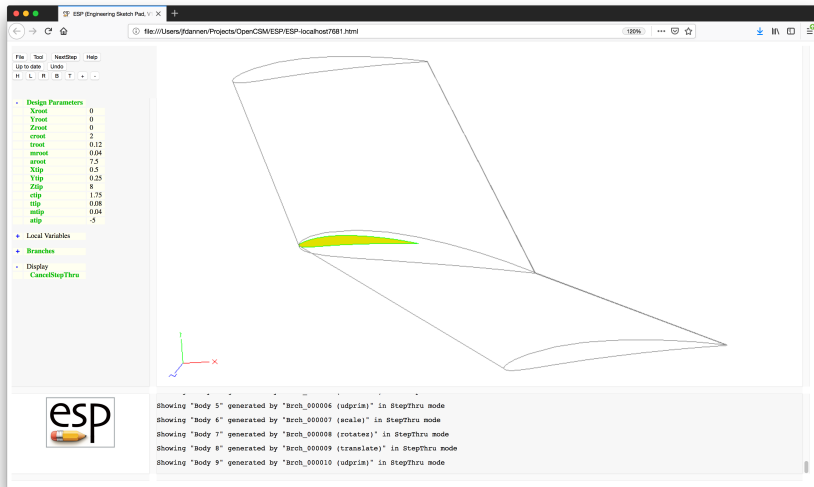 ESP (Engineering Sketch Pad, V
file:///Users/jfdannen/Projects/OpenCSM/ESP/ESP-localhost7681.html
120%
File Tool NextStep Help
Up to date Undo
H L R B T + -
- Design Parameters
Xroot 0
Yroot 0
Zroot 0
croot 2
troot 0.12
mroot 0.04
aroot 7.5
Xtip 0.5
Ytip 0.25
Ztip 8
ctip 1.75
ttip 0.08
mtip 0.04
atip -5
+ Local Variables
+ Branches
- Display
CancelStepThru
X
esp
Showing "Body 5" generated by "Brch_000006 (udprim)" in StepThru mode
Showing "Body 6" generated by "Brch_000007 (scale)" in StepThru mode
Showing "Body 7" generated by "Brch_000008 (rotatez)" in StepThru mode
Showing "Body 8" generated by "Brch_000009 (translate)" in StepThru mode
Showing "Body 9" generated by "Brch_000010 (udprim)" in StepThru mode